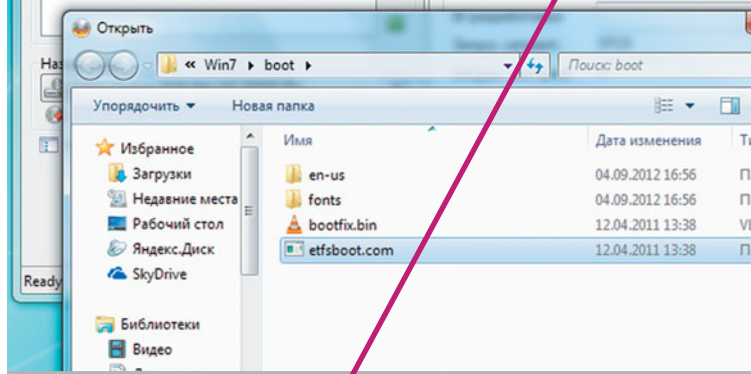 Открыть
« Win7 boot
Поиск: boot
Упорядочить Новая папка
Имя Дата изменения
Избранное
Загрузки
Недавние места
Рабочий стол
Яндекс.Диск
SkyDrive
Библиотеки
Видео
en-us 04.09.2012 16:56
fonts 04.09.2012 16:56
bootfix.bin 12.04.2011 13:38
etfsboot.com 12.04.2011 13:38
Ready